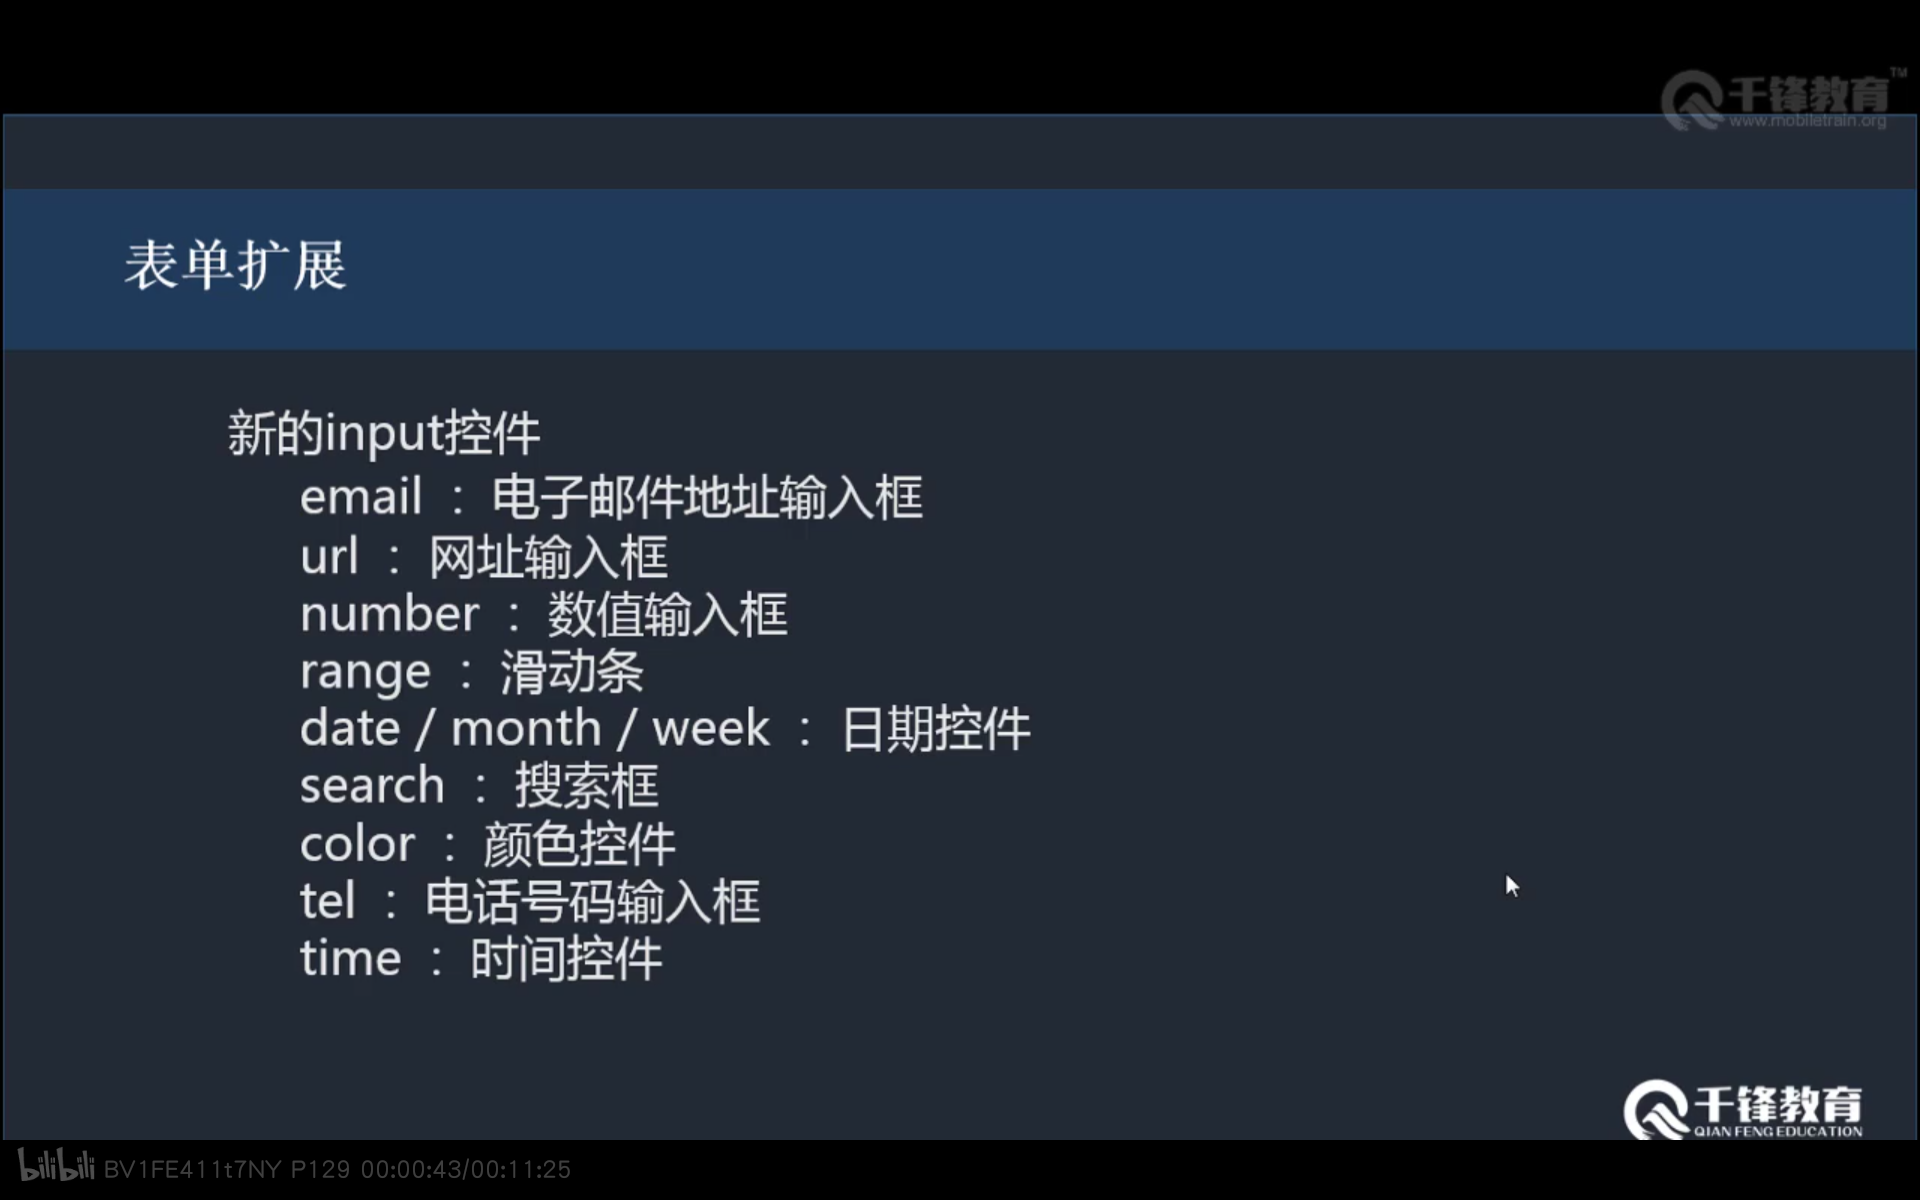 千锋教育™
www.mobiletrain.org
表单扩展
新的input控件
email ： 电子邮件地址输入框
url ： 网址输入框
number ： 数值输入框
range ： 滑动条
date / month / week ： 日期控件
search ： 搜索框
color ： 颜色控件
tel ： 电话号码输入框
time ： 时间控件
千锋教育
QIAN FENG EDUCATION
bilibili BV1FE411t7NY P129 00:00:43/00:11:25